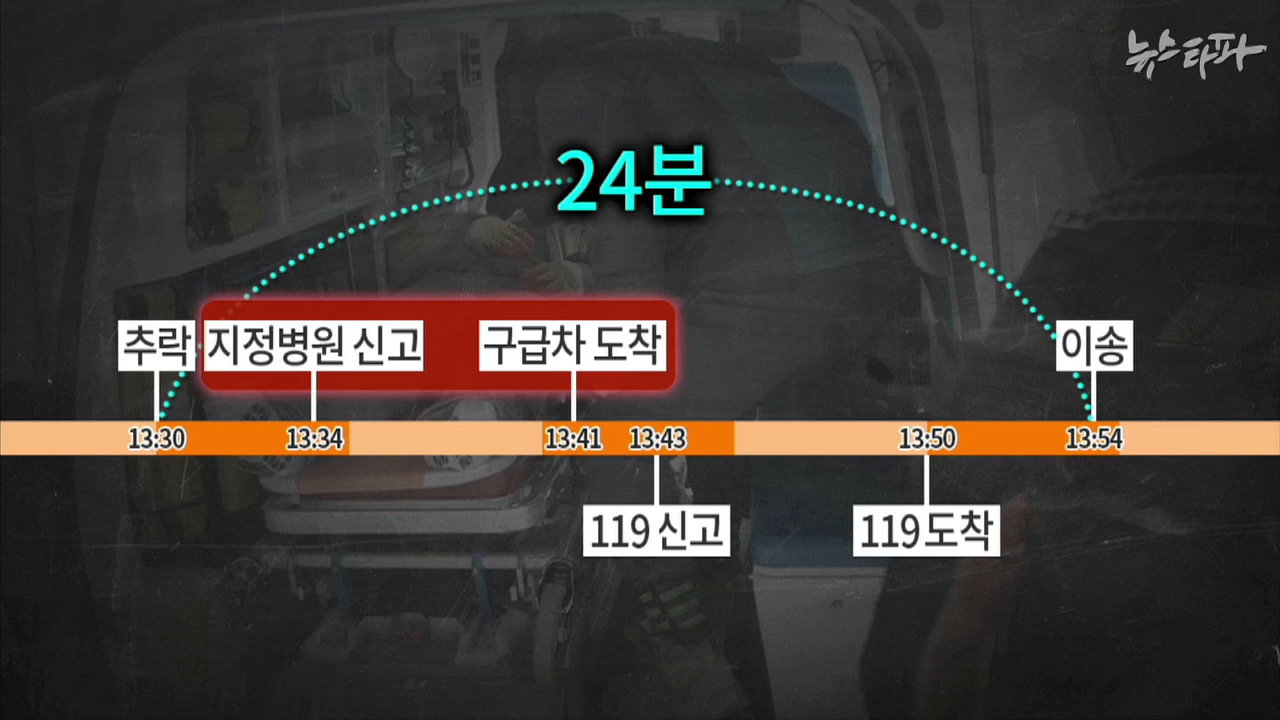 뉴스타파
24분
추락 지정병원 신고 구급차 도착 이송
13:30 13:34 13:41 13:43 13:50 13:54
119 신고 119 도착